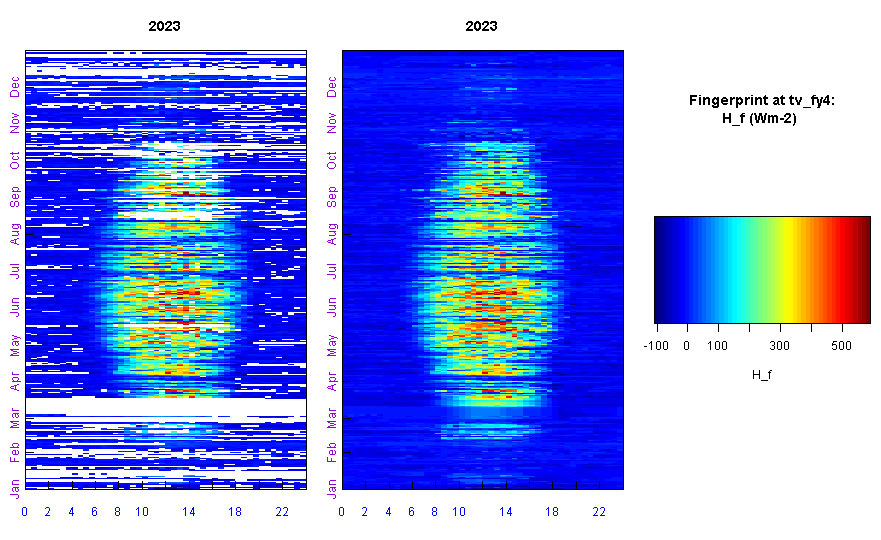 2023
2023
Fingerprint at tv_fy4:
H_f (Wm-2)
Dec
Nov
Oct
Sep
Aug
Jul
Jun
May
Apr
Mar
Feb
Jan
0 2 4 6 8 10 14 18 22
Dec
Nov
Oct
Sep
Aug
Jul
Jun
May
Apr
Mar
Feb
Jan
0 2 4 6 8 10 14 18 22
-100 0 100 300 500
H_f